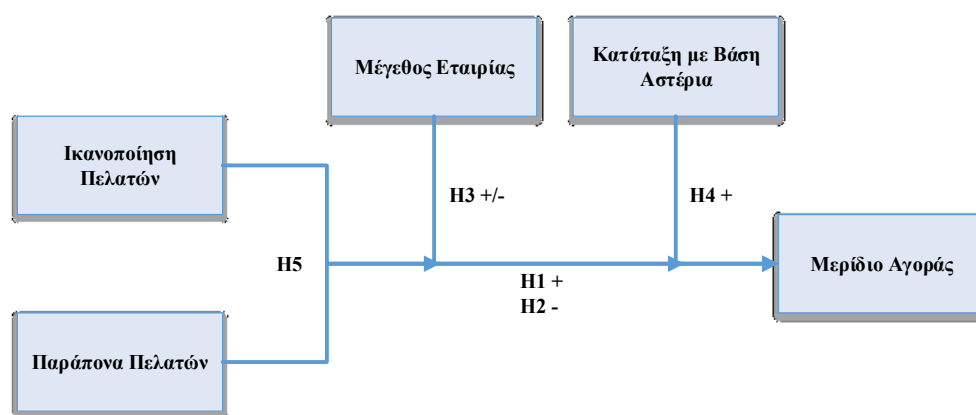 Μέγεθος Εταιρίας
Κατάταξη με Βάση
Αστέρια
Ικανοποίηση
Πελατών
H3 +/-
H4 +
H5
Μερίδιο Αγοράς
H1 +
H2 -
Παράπονα Πελατών